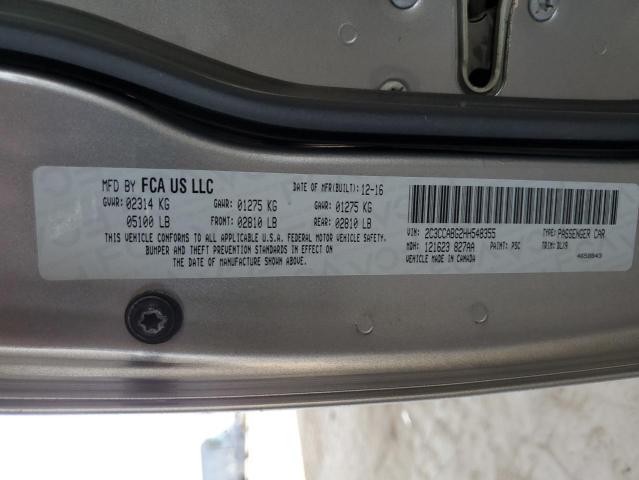 MFD BY FCA US LLC DATE OF MFR(BUILT): 12-16
GVWR: 02314 KG GAWR: 01275 KG GAWR: 01275 KG
05100 LB FRONT: 02810 LB REAR: 02810 LB
THIS VEHICLE CONFORMS TO ALL APPLICABLE U.S.A. FEDERAL MOTOR VEHICLE SAFETY,
BUMPER AND THEFT PREVENTION STANDARDS IN EFFECT ON
THE DATE OF MANUFACTURE SHOWN ABOVE.
VIN: 2C3CCABG2HH548355 TYPE: PASSENGER CAR
MDH: 121623 827AA PAINT: PSC TRIM: DLX9
VEHICLE MADE IN CANADA 4658843